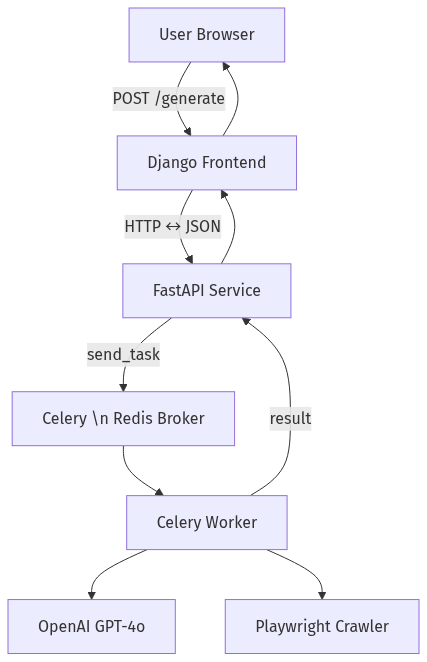 User Browser
POST /generate
Django Frontend
HTTP ↔ JSON
FastAPI Service
send_task
Celery \n Redis Broker
result
Celery Worker
OpenAI GPT-4o
Playwright Crawler